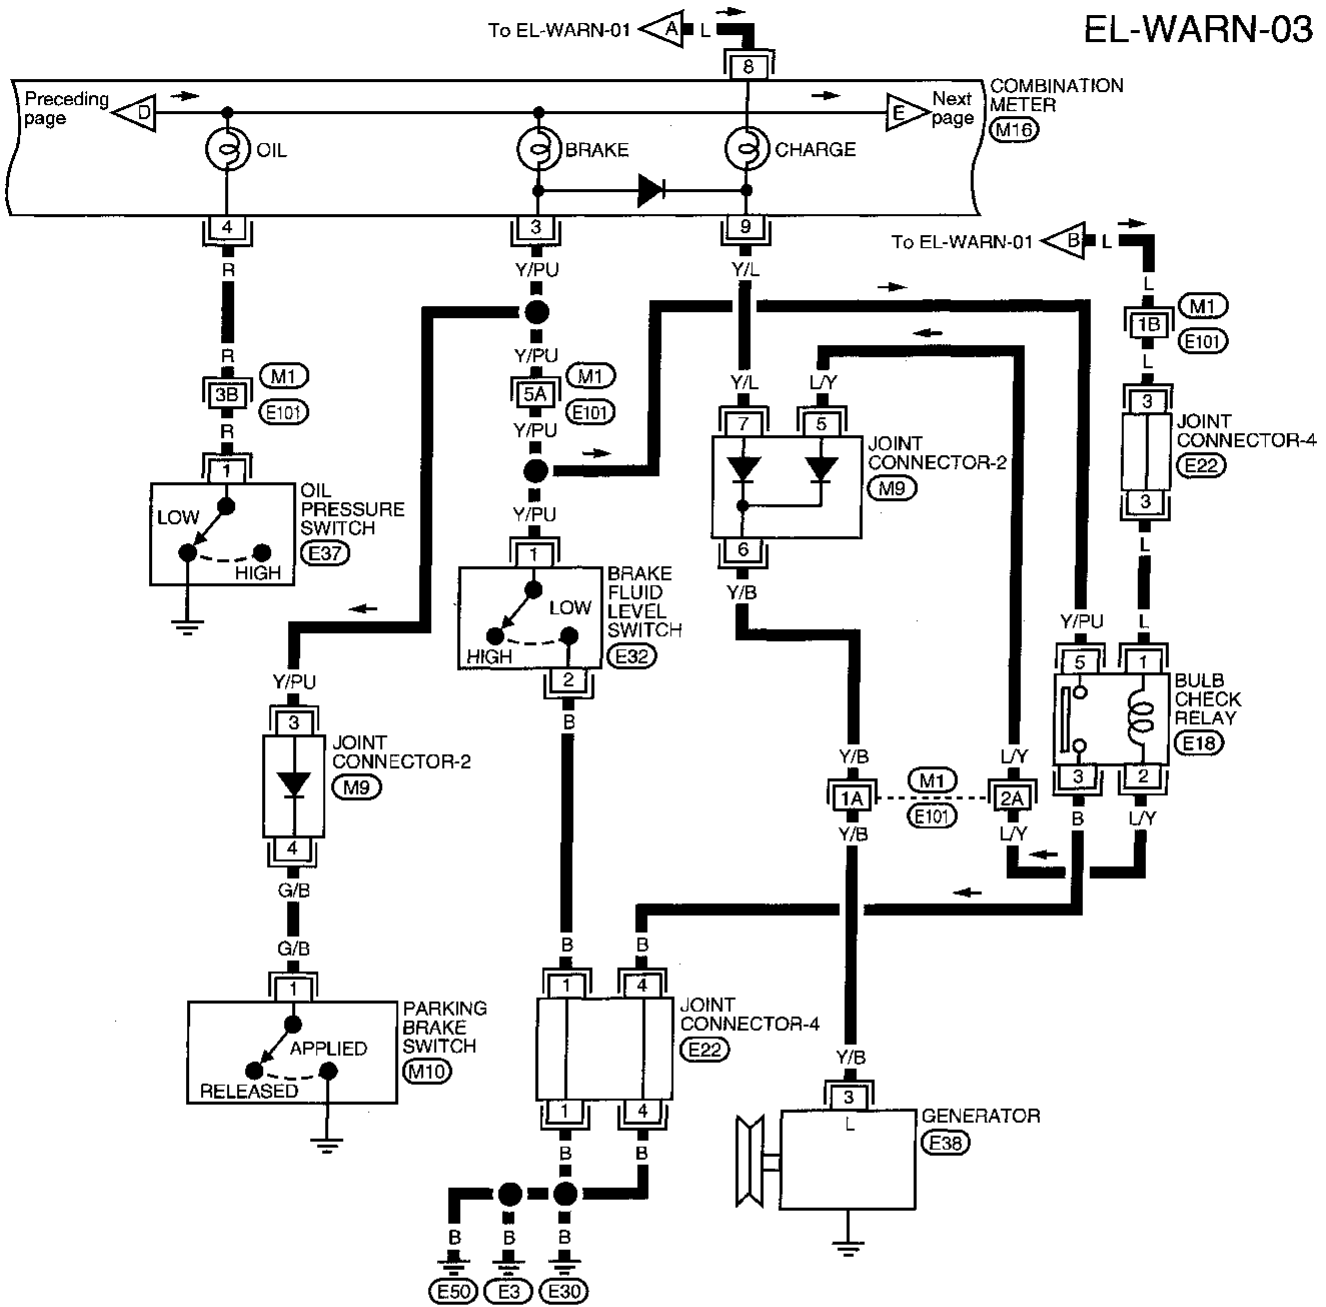 EL-WARN-03
To EL-WARN-01
A
L
8
Preceding
page
D
E
Next
page
COMBINATION
METER
M16
OIL
BRAKE
CHARGE
4
3
9
To EL-WARN-01
B
L
R
Y/PU
Y/L
L
M1
1B
E101
R
Y/PU
Y/L
L/Y
L
3B
M1
E101
5A
M1
E101
R
Y/PU
7
5
3
JOINT
CONNECTOR-4
E22
3
1
OIL
PRESSURE
SWITCH
E37
LOW
HIGH
Y/PU
JOINT
CONNECTOR-2
M9
6
L
1
BRAKE
FLUID
LEVEL
SWITCH
E32
LOW
HIGH
2
Y/B
Y/PU
L
5
1
BULB
CHECK
RELAY
E18
3
2
Y/PU
3
JOINT
CONNECTOR-2
M9
4
B
Y/B
L/Y
1A
M1
E101
2A
Y/B
L/Y
B
L/Y
G/B
G/B
B
B
1
PARKING
BRAKE
SWITCH
M10
APPLIED
RELEASED
1
4
JOINT
CONNECTOR-4
E22
1
4
Y/B
3
L
GENERATOR
E38
B
B
B
B
B
E50
E3
E30